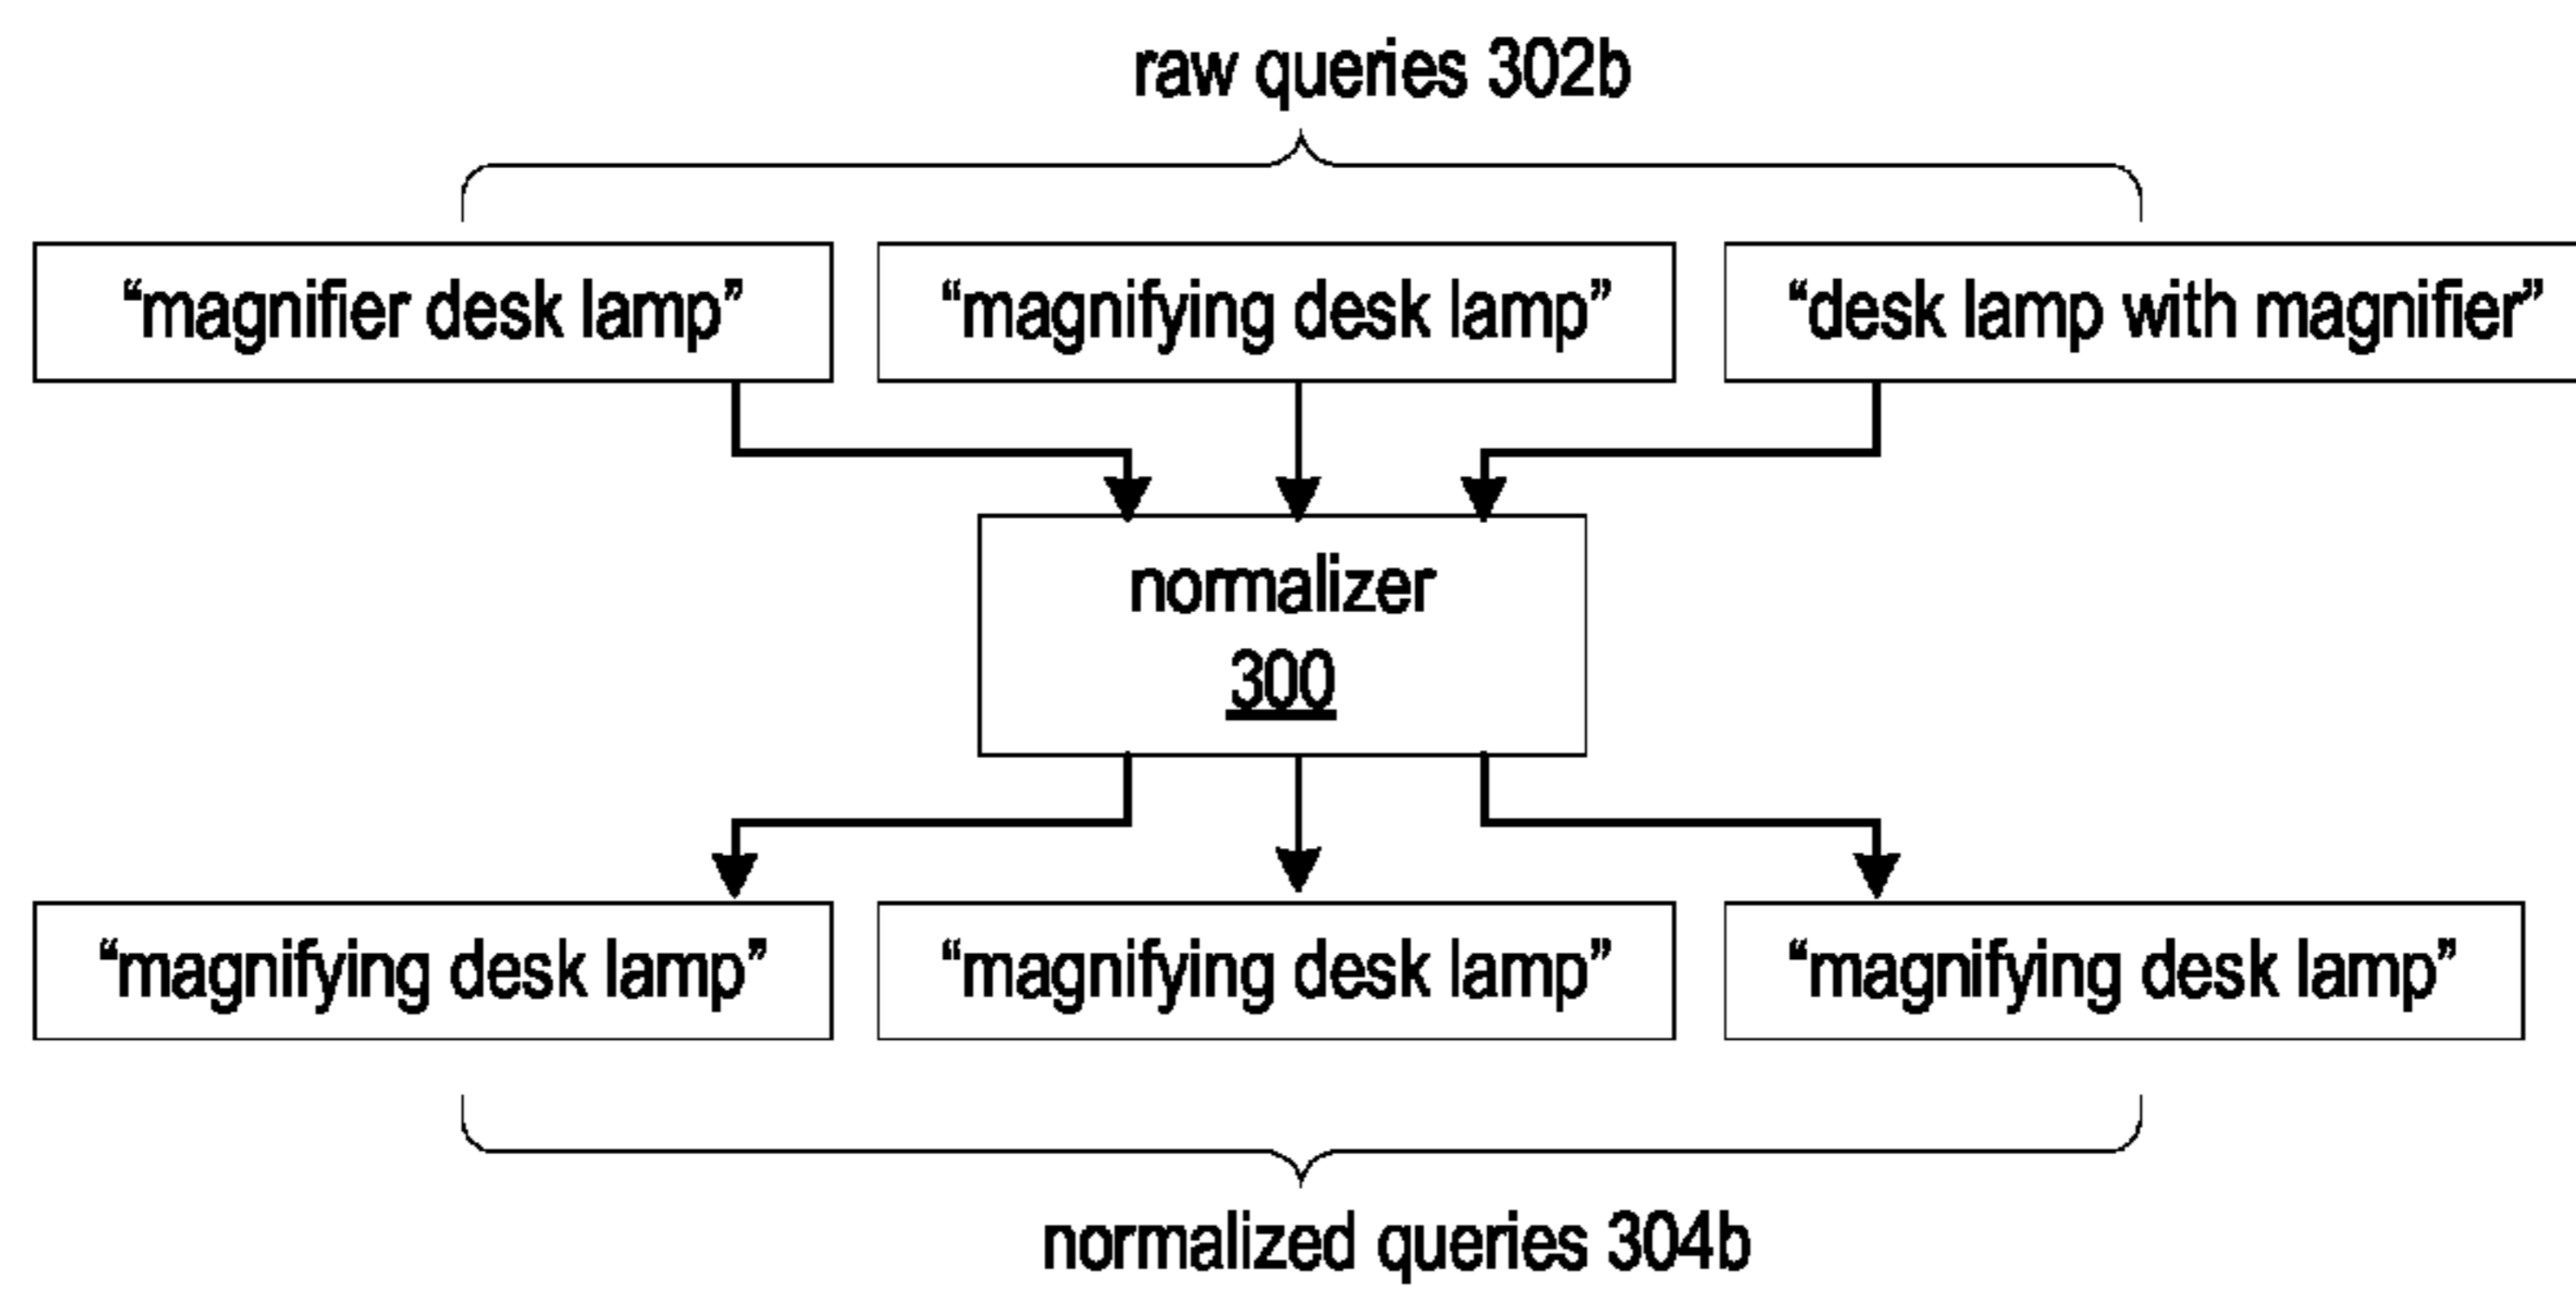 raw queries 302b
“magnifier desk lamp” “magnifying desk lamp” “desk lamp with magnifier”
normalizer
300
“magnifying desk lamp” “magnifying desk lamp” “magnifying desk lamp”
normalized queries 304b